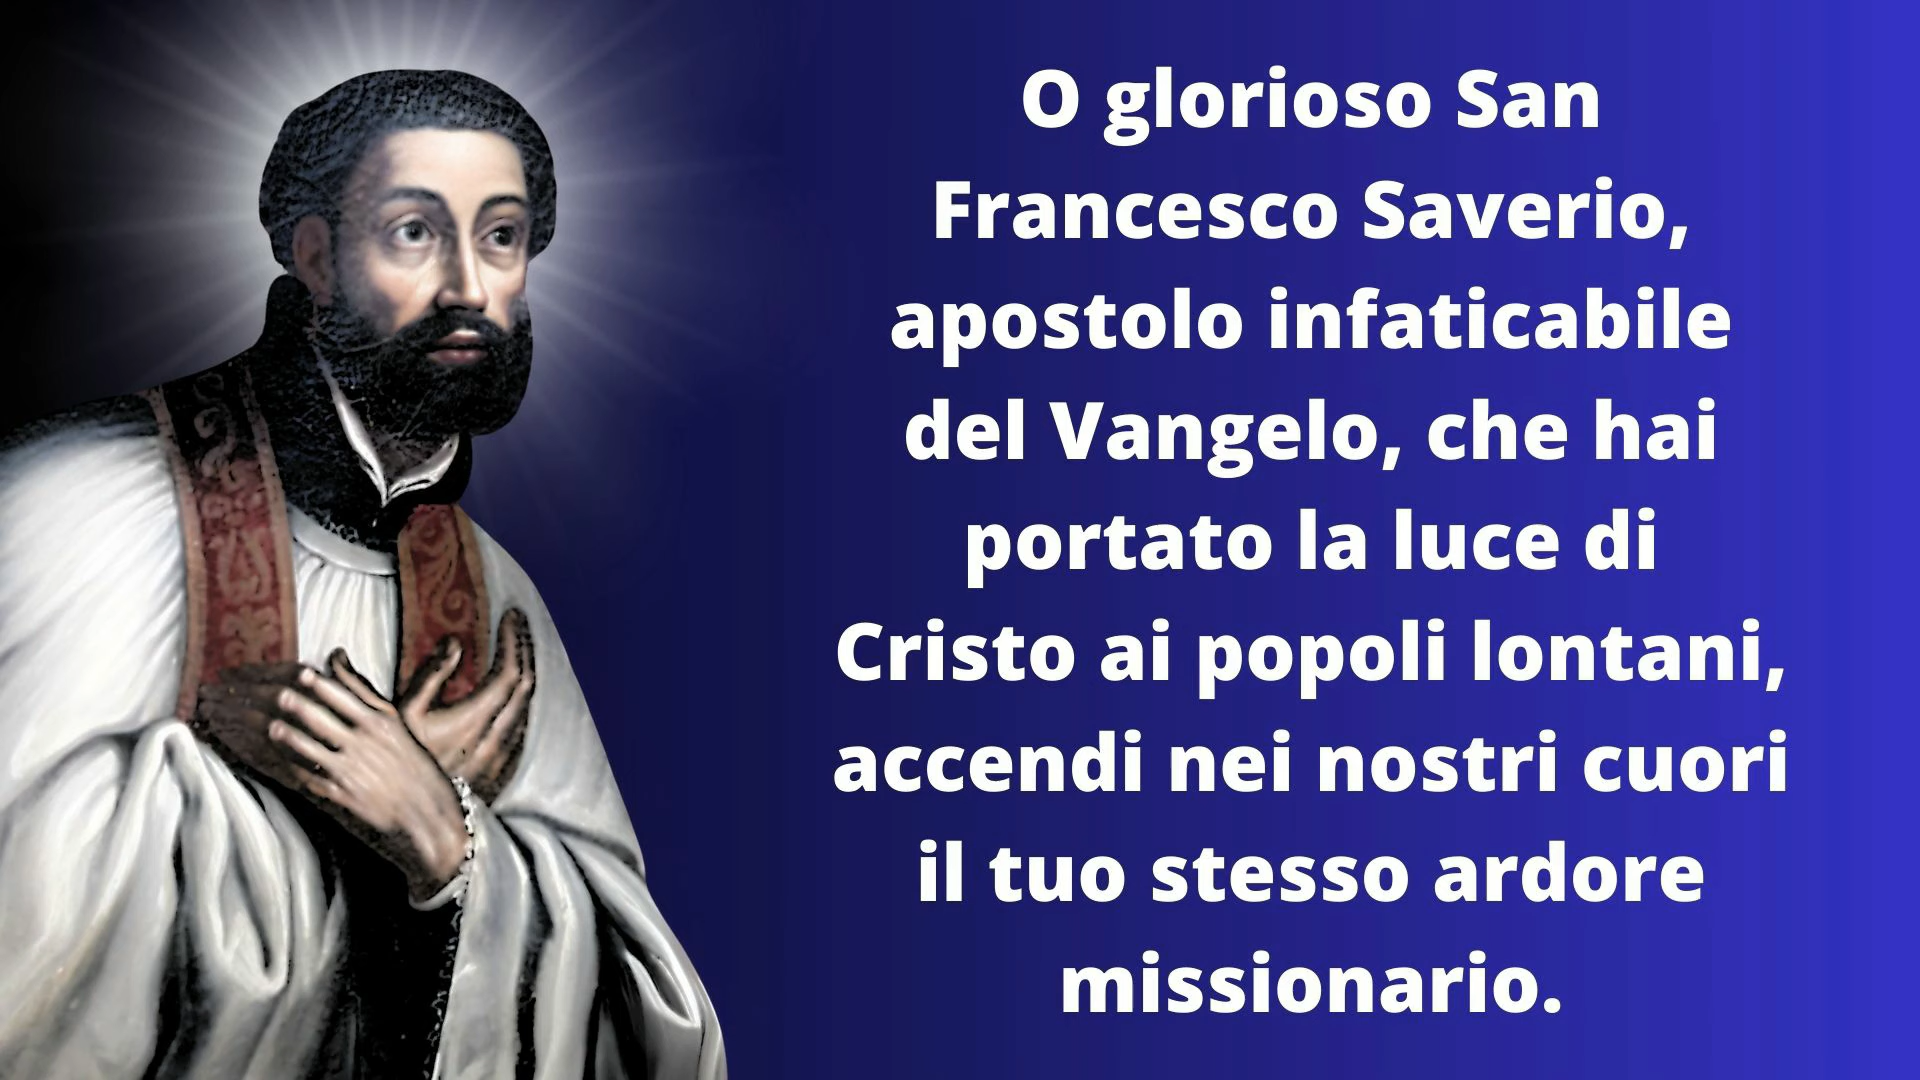 O glorioso San
Francesco Saverio,
apostolo infaticabile
del Vangelo, che hai
portato la luce di
Cristo ai popoli lontani,
accendi nei nostri cuori
il tuo stesso ardore
missionario.